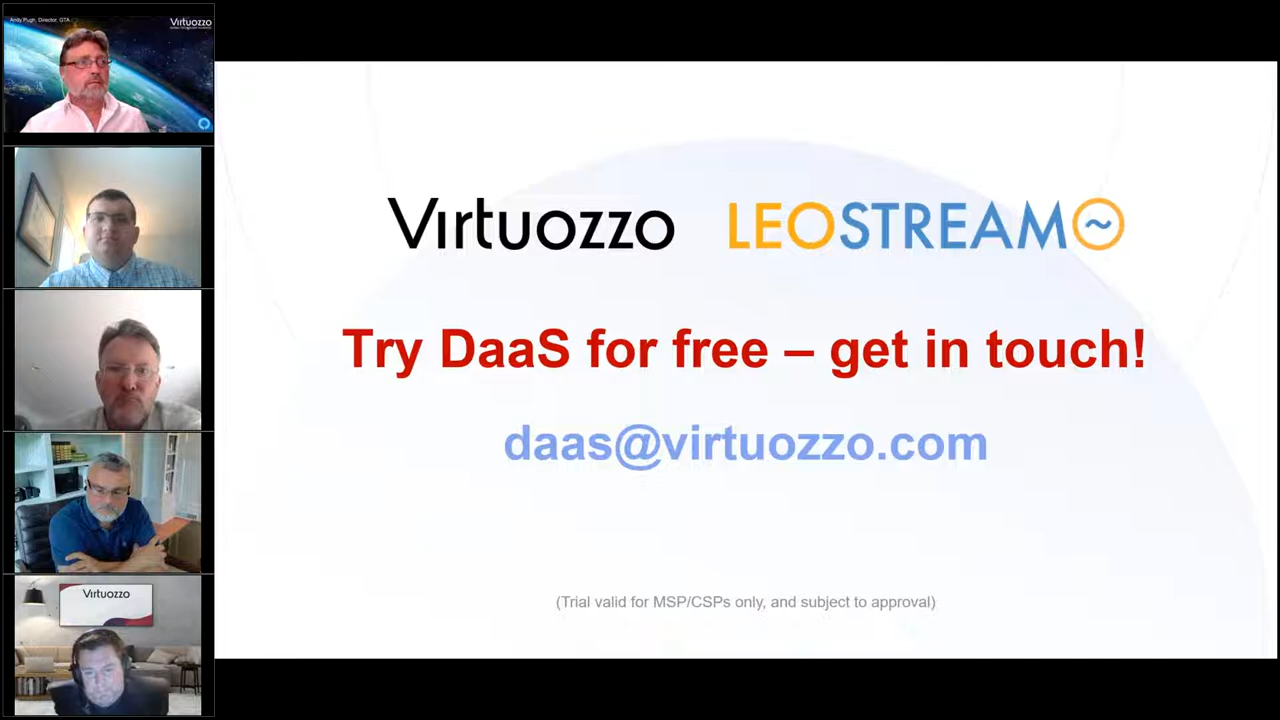 Andy Pugh, Director, GTA
Virtuozzo
Virtuozzo LEOSTREAM
Try DaaS for free – get in touch!
daas@virtuozzo.com
(Trial valid for MSP/CSPs only, and subject to approval)
Virtuozzo